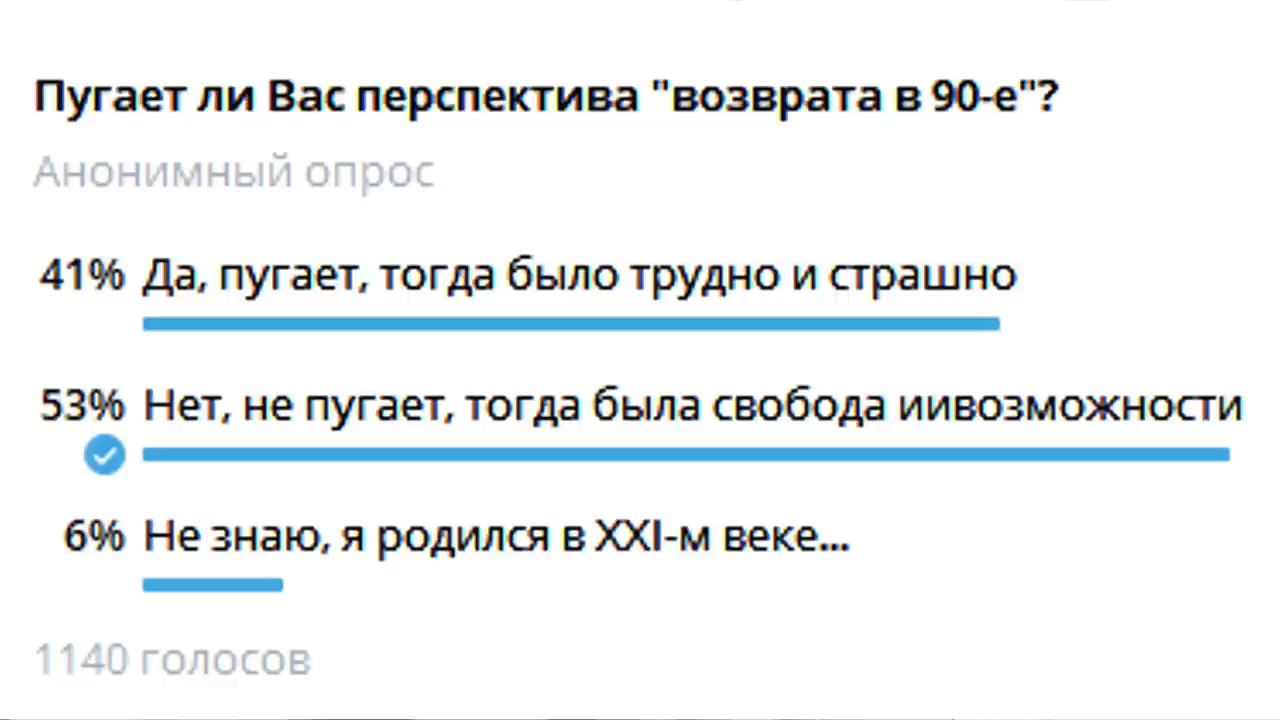 Пугает ли Вас перспектива "возврата в 90-е"?
Анонимный опрос
41% Да, пугает, тогда было трудно и страшно
53% Нет, не пугает, тогда была свобода иивозможности
6% Не знаю, я родился в XXI-м веке...
1140 голосов